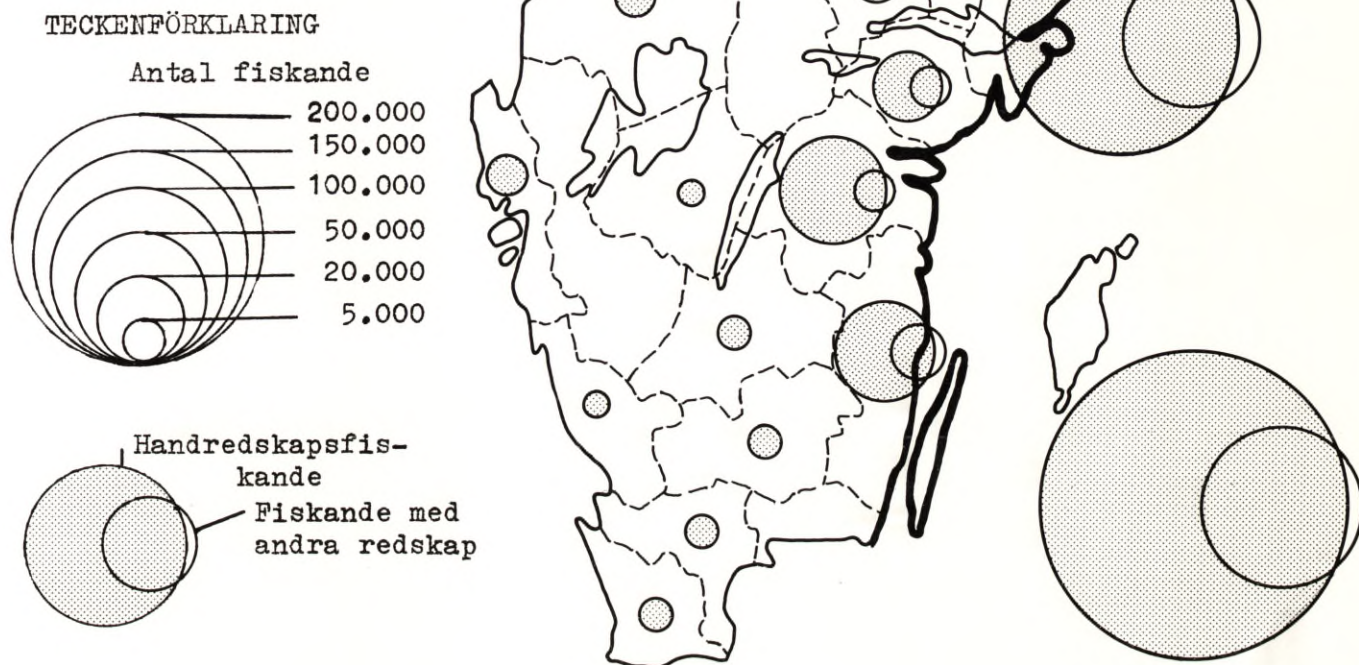 TECKENFÖRKLARING
Antal fiskande
200.000
150.000
100.000
50.000
20.000
5.000
Handredskapsfis-
kande
Fiskande med
andra redskap